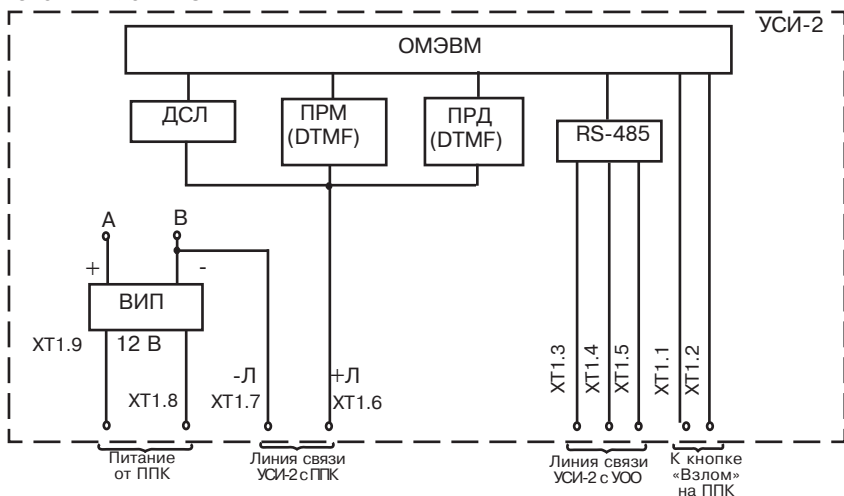 УСИ-2
ОМЭВМ
ДСЛ
ПРМ
(DTMF)
ПРД
(DTMF)
RS-485
А
В
+
-
ВИП
12 В
XT1.9
XT1.8
-Л
XT1.7
+Л
XT1.6
XT1.3
XT1.4
XT1.5
XT1.1
XT1.2
Питание
от ППК
Линия связи
УСИ-2 с ППК
Линия связи
УСИ-2 с УОО
К кнопке
«Взлом»
на ППК